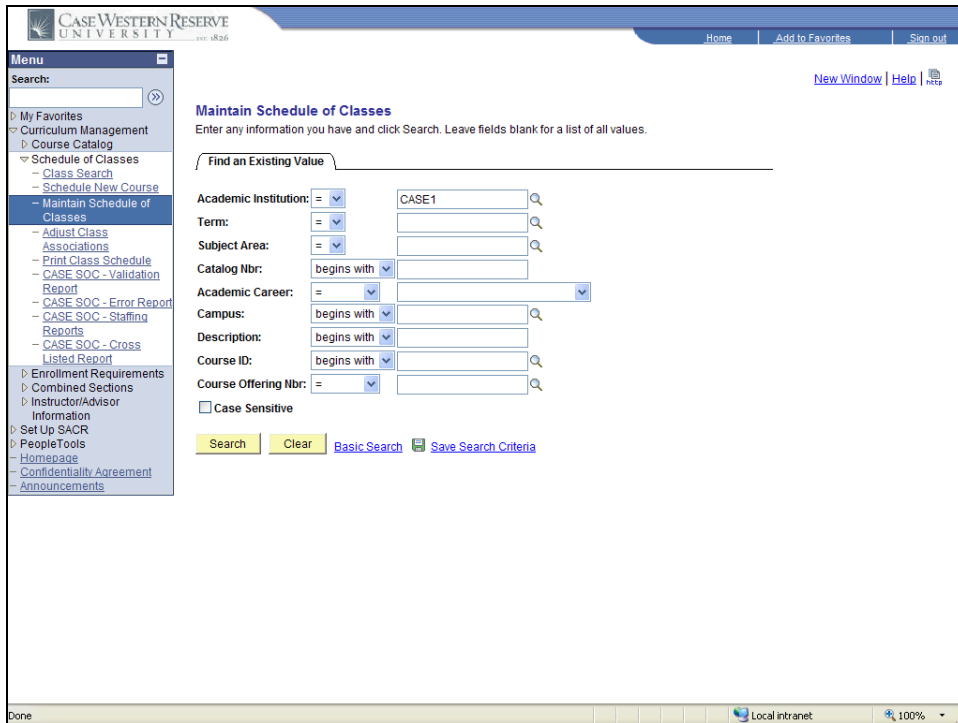 CASE WESTERN RESERVE
UNIVERSITY EST. 1826
Home Add to Favorites Sign out
Menu
Search:
New Window | Help | http
My Favorites
Curriculum Management
Course Catalog
Schedule of Classes
Class Search
Schedule New Course
Maintain Schedule of
Classes
Adjust Class
Associations
Print Class Schedule
CASE SOC - Validation
Report
CASE SOC - Error Report
CASE SOC - Staffing
Reports
CASE SOC - Cross
Listed Report
Enrollment Requirements
Combined Sections
Instructor/Advisor
Information
Set Up SACR
PeopleTools
Homepage
Confidentiality Agreement
Announcements
Maintain Schedule of Classes
Enter any information you have and click Search. Leave fields blank for a list of all values.
Find an Existing Value
Academic Institution: = CASE1
Term: =
Subject Area: =
Catalog Nbr: begins with
Academic Career: =
Campus: begins with
Description: begins with
Course ID: begins with
Course Offering Nbr: =
Case Sensitive
Search Clear Basic Search Save Search Criteria
Done Local intranet 100%